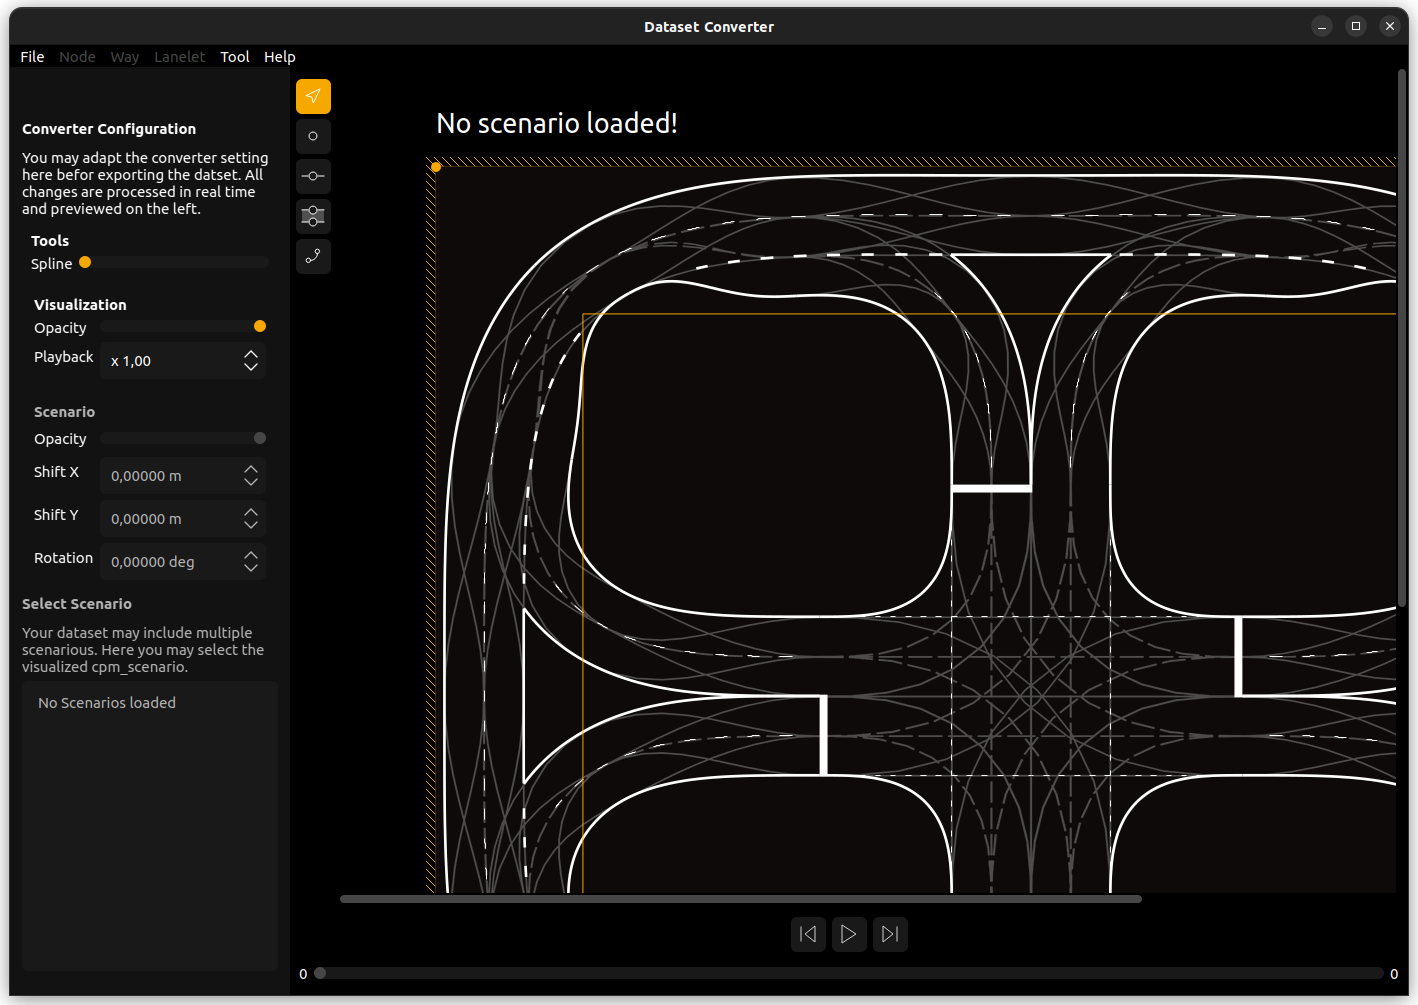 Dataset Converter
File Node Way Lanelet Tool Help
Converter Configuration
You may adapt the converter setting
here befor exporting the datset. All
changes are processed in real time
and previewed on the left.
Tools
Spline
Visualization
Opacity
Playback x 1,00
Scenario
Opacity
Shift X 0,00000 m
Shift Y 0,00000 m
Rotation 0,00000 deg
Select Scenario
Your dataset may include multiple
scenarious. Here you may select the
visualized cpm_scenario.
No Scenarios loaded
No scenario loaded!
0 0